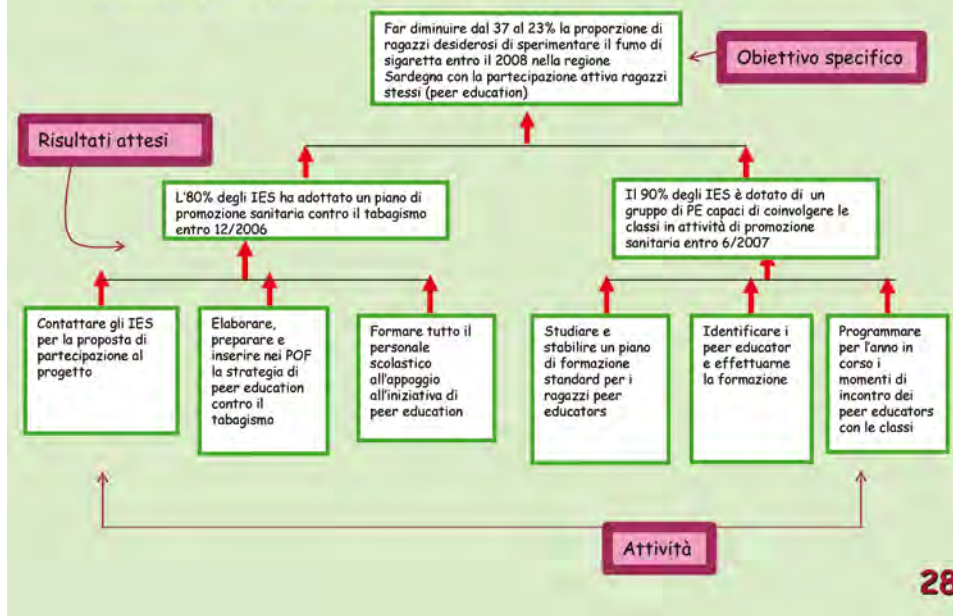 Far diminuire dal 37 al 23% la proporzione di
ragazzi desiderosi di sperimentare il fumo di
sigaretta entro il 2008 nella regione
Sardegna con la partecipazione attiva ragazzi
stessi (peer education)
Obiettivo specifico
Risultati attesi
L'80% degli IES ha adottato un piano di
promozione sanitaria contro il tabagismo
entro 12/2006
Il 90% degli IES è dotato di un
gruppo di PE capaci di coinvolgere le
classi in attività di promozione
sanitaria entro 6/2007
Contattare gli IES
per la proposta di
partecipazione al
progetto
Elaborare,
preparare e
inserire nei POF
la strategia di
peer education
contro il
tabagismo
Formare tutto il
personale
scolastico
all'appoggio
all'iniziativa di
peer education
Studiare e
stabilire un piano
di formazione
standard per i
ragazzi peer
educators
Identificare i
peer educator
e effettuarne
la formazione
Programmare
per l'anno in
corso i
momenti di
incontro dei
peer educators
con le classi
Attività
28